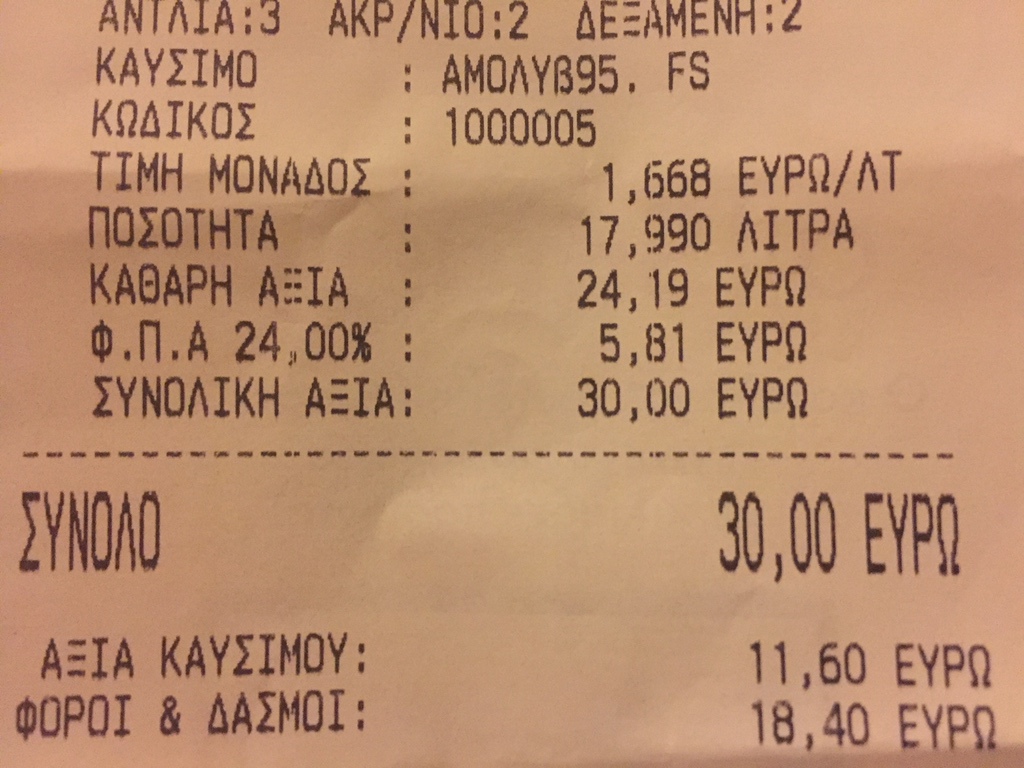 ΑΝΤΛΙΑ:3 ΑΚΡ/ΝΙΟ:2 ΔΕΞΑΜΕΝΗ:2
ΚΑΥΣΙΜΟ : ΑΜΟΛΥΒ95. FS
ΚΩΔΙΚΟΣ : 1000005
ΤΙΜΗ ΜΟΝΑΔΟΣ : 1,668 ΕΥΡΩ/ΛΤ
ΠΟΣΟΤΗΤΑ : 17,990 ΛΙΤΡΑ
ΚΑΘΑΡΗ ΑΞΙΑ : 24,19 ΕΥΡΩ
Φ.Π.Α 24,00% : 5,81 ΕΥΡΩ
ΣΥΝΟΛΙΚΗ ΑΞΙΑ: 30,00 ΕΥΡΩ
ΣΥΝΟΛΟ 30,00 ΕΥΡΩ
ΑΞΙΑ ΚΑΥΣΙΜΟΥ: 11,60 ΕΥΡΩ
ΦΟΡΟΙ & ΔΑΣΜΟΙ: 18,40 ΕΥΡΩ